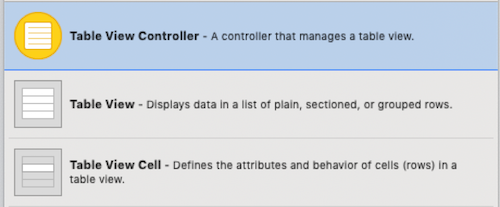 Table View Controller - A controller that manages a table view.
Table View - Displays data in a list of plain, sectioned, or grouped rows.
Table View Cell - Defines the attributes and behavior of cells (rows) in a
table view.